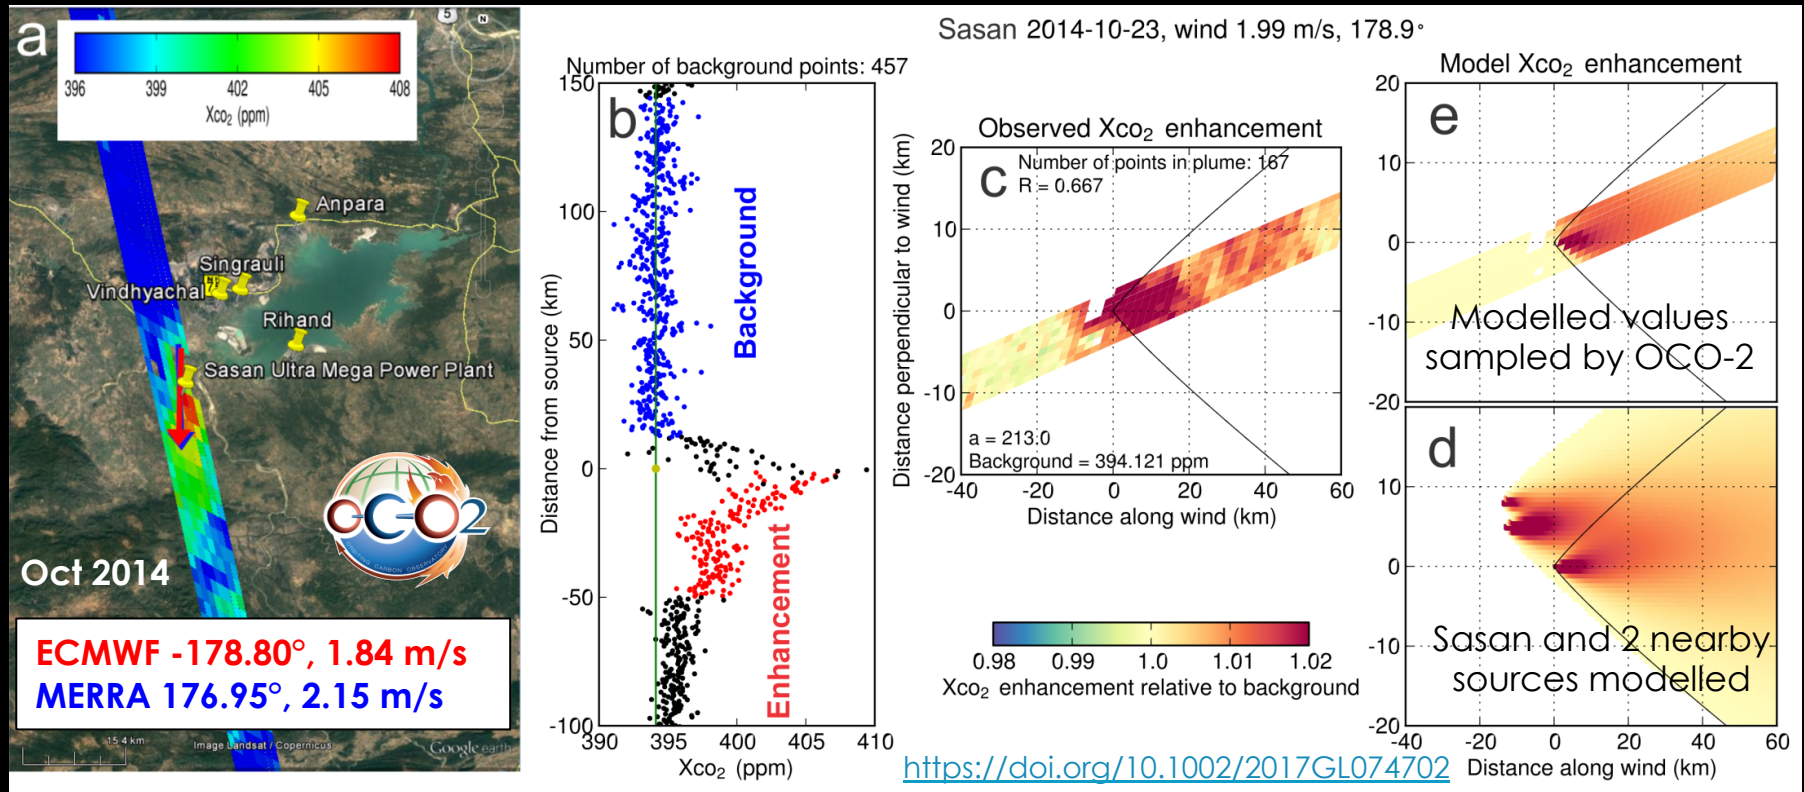 a
396 399 402 405 408
Xco₂ (ppm)
5
N
Anpara
Singrauli
Vindhyachal
Rihand
Sasan Ultra Mega Power Plant
OCO2
ORBITING CARBON OBSERVATORY
Oct 2014
ECMWF -178.80°, 1.84 m/s
MERRA 176.95°, 2.15 m/s
15.4 km
Image Landsat / Copernicus
Google earth
Sasan 2014-10-23, wind 1.99 m/s, 178.9°
Number of background points: 457
b
150
100
50
0
-50
-100
Distance from source (km)
Background
Enhancement
390 395 400 405 410
Xco₂ (ppm)
Observed Xco₂ enhancement
c
Number of points in plume: 167
R = 0.667
20
10
0
-10
-20
Distance perpendicular to wind (km)
a = 213.0
Background = 394.121 ppm
-40 -20 0 20 40 60
Distance along wind (km)
0.98 0.99 1.0 1.01 1.02
Xco₂ enhancement relative to background
https://doi.org/10.1002/2017GL074702
Model Xco₂ enhancement
e
20
10
0
-10
-20
Modelled values
sampled by OCO-2
d
10
0
-10
-20
Sasan and 2 nearby
sources modelled
-40 -20 0 20 40 60
Distance along wind (km)